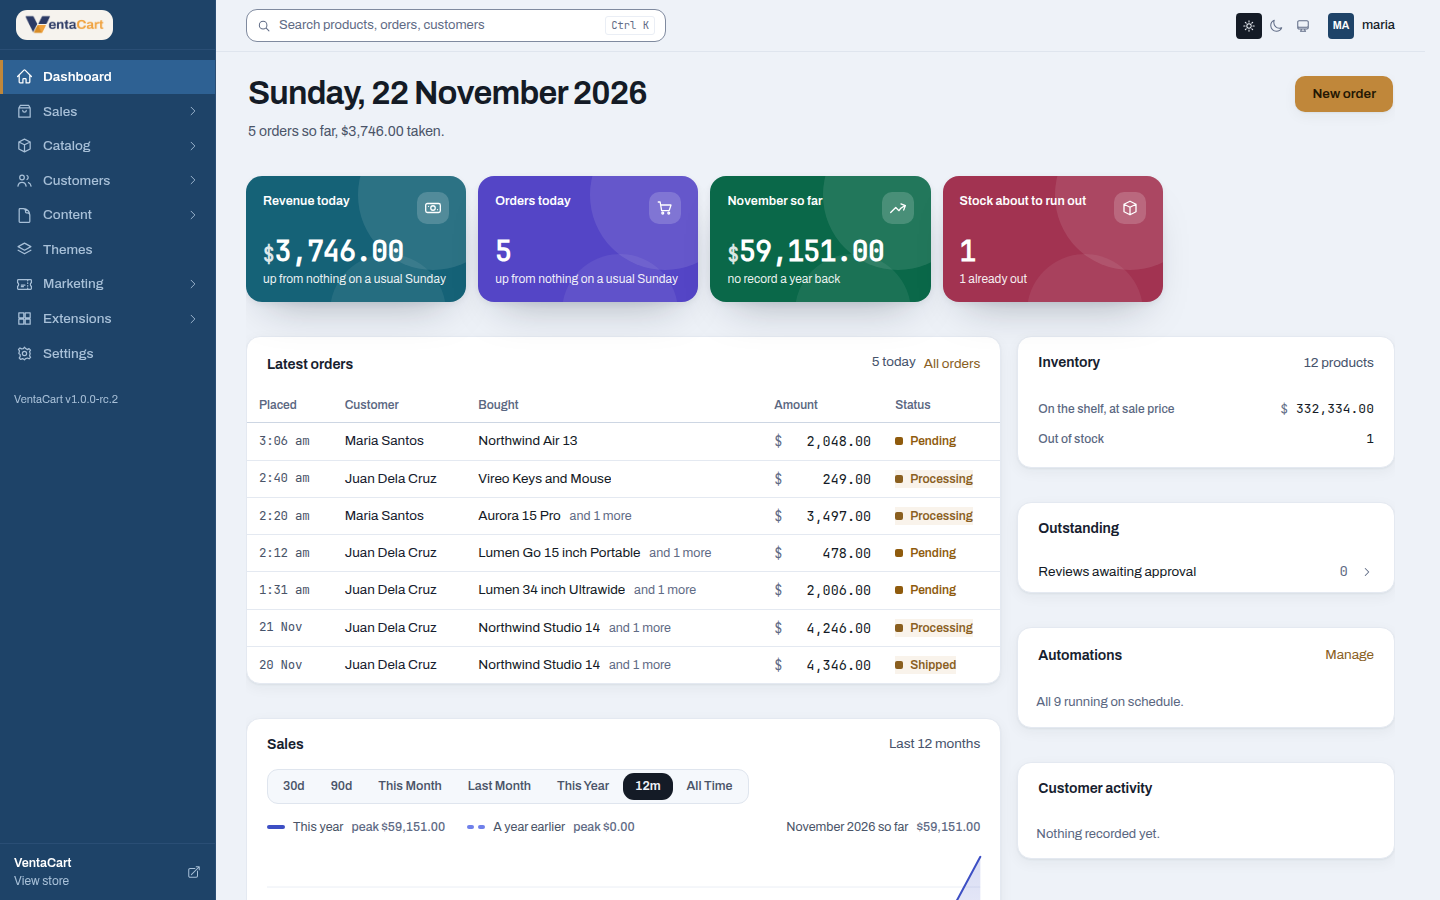 VentaCart
Search products, orders, customers
Ctrl K
MA
maria
Dashboard
Sales
Catalog
Customers
Content
Themes
Marketing
Extensions
Settings
VentaCart v1.0.0-rc.2
VentaCart
View store
Sunday, 22 November 2026
5 orders so far, $3,746.00 taken.
New order
Revenue today
$3,746.00
up from nothing on a usual Sunday
Orders today
5
up from nothing on a usual Sunday
November so far
$59,151.00
no record a year back
Stock about to run out
1
1 already out
Latest orders 5 today All orders
Placed Customer Bought Amount Status
3:06 am Maria Santos Northwind Air 13 $ 2,048.00 Pending
2:40 am Juan Dela Cruz Vireo Keys and Mouse $ 249.00 Processing
2:20 am Maria Santos Aurora 15 Pro and 1 more $ 3,497.00 Processing
2:12 am Juan Dela Cruz Lumen Go 15 inch Portable and 1 more $ 478.00 Pending
1:31 am Juan Dela Cruz Lumen 34 inch Ultrawide and 1 more $ 2,006.00 Pending
21 Nov Juan Dela Cruz Northwind Studio 14 and 1 more $ 4,246.00 Processing
20 Nov Juan Dela Cruz Northwind Studio 14 and 1 more $ 4,346.00 Shipped
Sales Last 12 months
30d 90d This Month Last Month This Year 12m All Time
This year peak $59,151.00 A year earlier peak $0.00 November 2026 so far $59,151.00
Inventory 12 products
On the shelf, at sale price $ 332,334.00
Out of stock 1
Outstanding
Reviews awaiting approval 0
Automations Manage
All 9 running on schedule.
Customer activity
Nothing recorded yet.